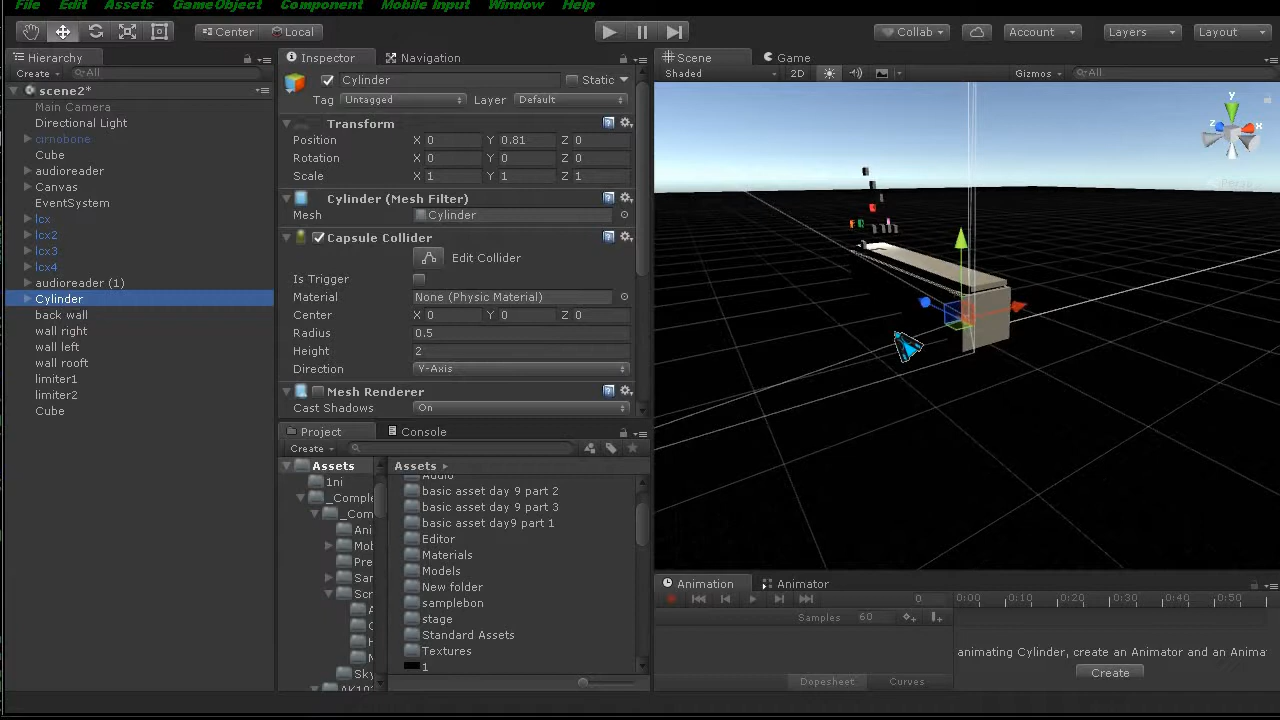 File Edit Assets GameObject Component Mobile Input Window Help
Center Local Collab Account Layers Layout
Hierarchy
Create All
scene2*
Main Camera
Directional Light
cirnobone
Cube
audioreader
Canvas
EventSystem
lcx
lcx2
lcx3
lcx4
audioreader (1)
Cylinder
back wall
wall right
wall left
wall rooft
limiter1
limiter2
Cube
Inspector Navigation
Cylinder Static
Tag Untagged Layer Default
Transform
Position X 0 Y 0.81 Z 0
Rotation X 0 Y 0 Z 0
Scale X 1 Y 1 Z 1
Cylinder (Mesh Filter)
Mesh Cylinder
Capsule Collider
Edit Collider
Is Trigger
Material None (Physic Material)
Center X 0 Y 0 Z 0
Radius 0.5
Height 2
Direction Y-Axis
Mesh Renderer
Cast Shadows On
Project Console
Create
Assets
1ni
_Comple
_Com
Ani
Mob
Pre
Sar
Scr
Sky
Assets
Audio
basic asset day 9 part 2
basic asset day 9 part 3
basic asset day9 part 1
Editor
Materials
Models
New folder
samplebon
stage
Standard Assets
Textures
1
Scene Game
Shaded 2D Gizmos All
y
z x
Persp
Animation Animator
0 0:00 0:10 0:20 0:30 0:40 0:50
Samples 60
animating Cylinder, create an Animator and an Anima
Create
Dopesheet Curves